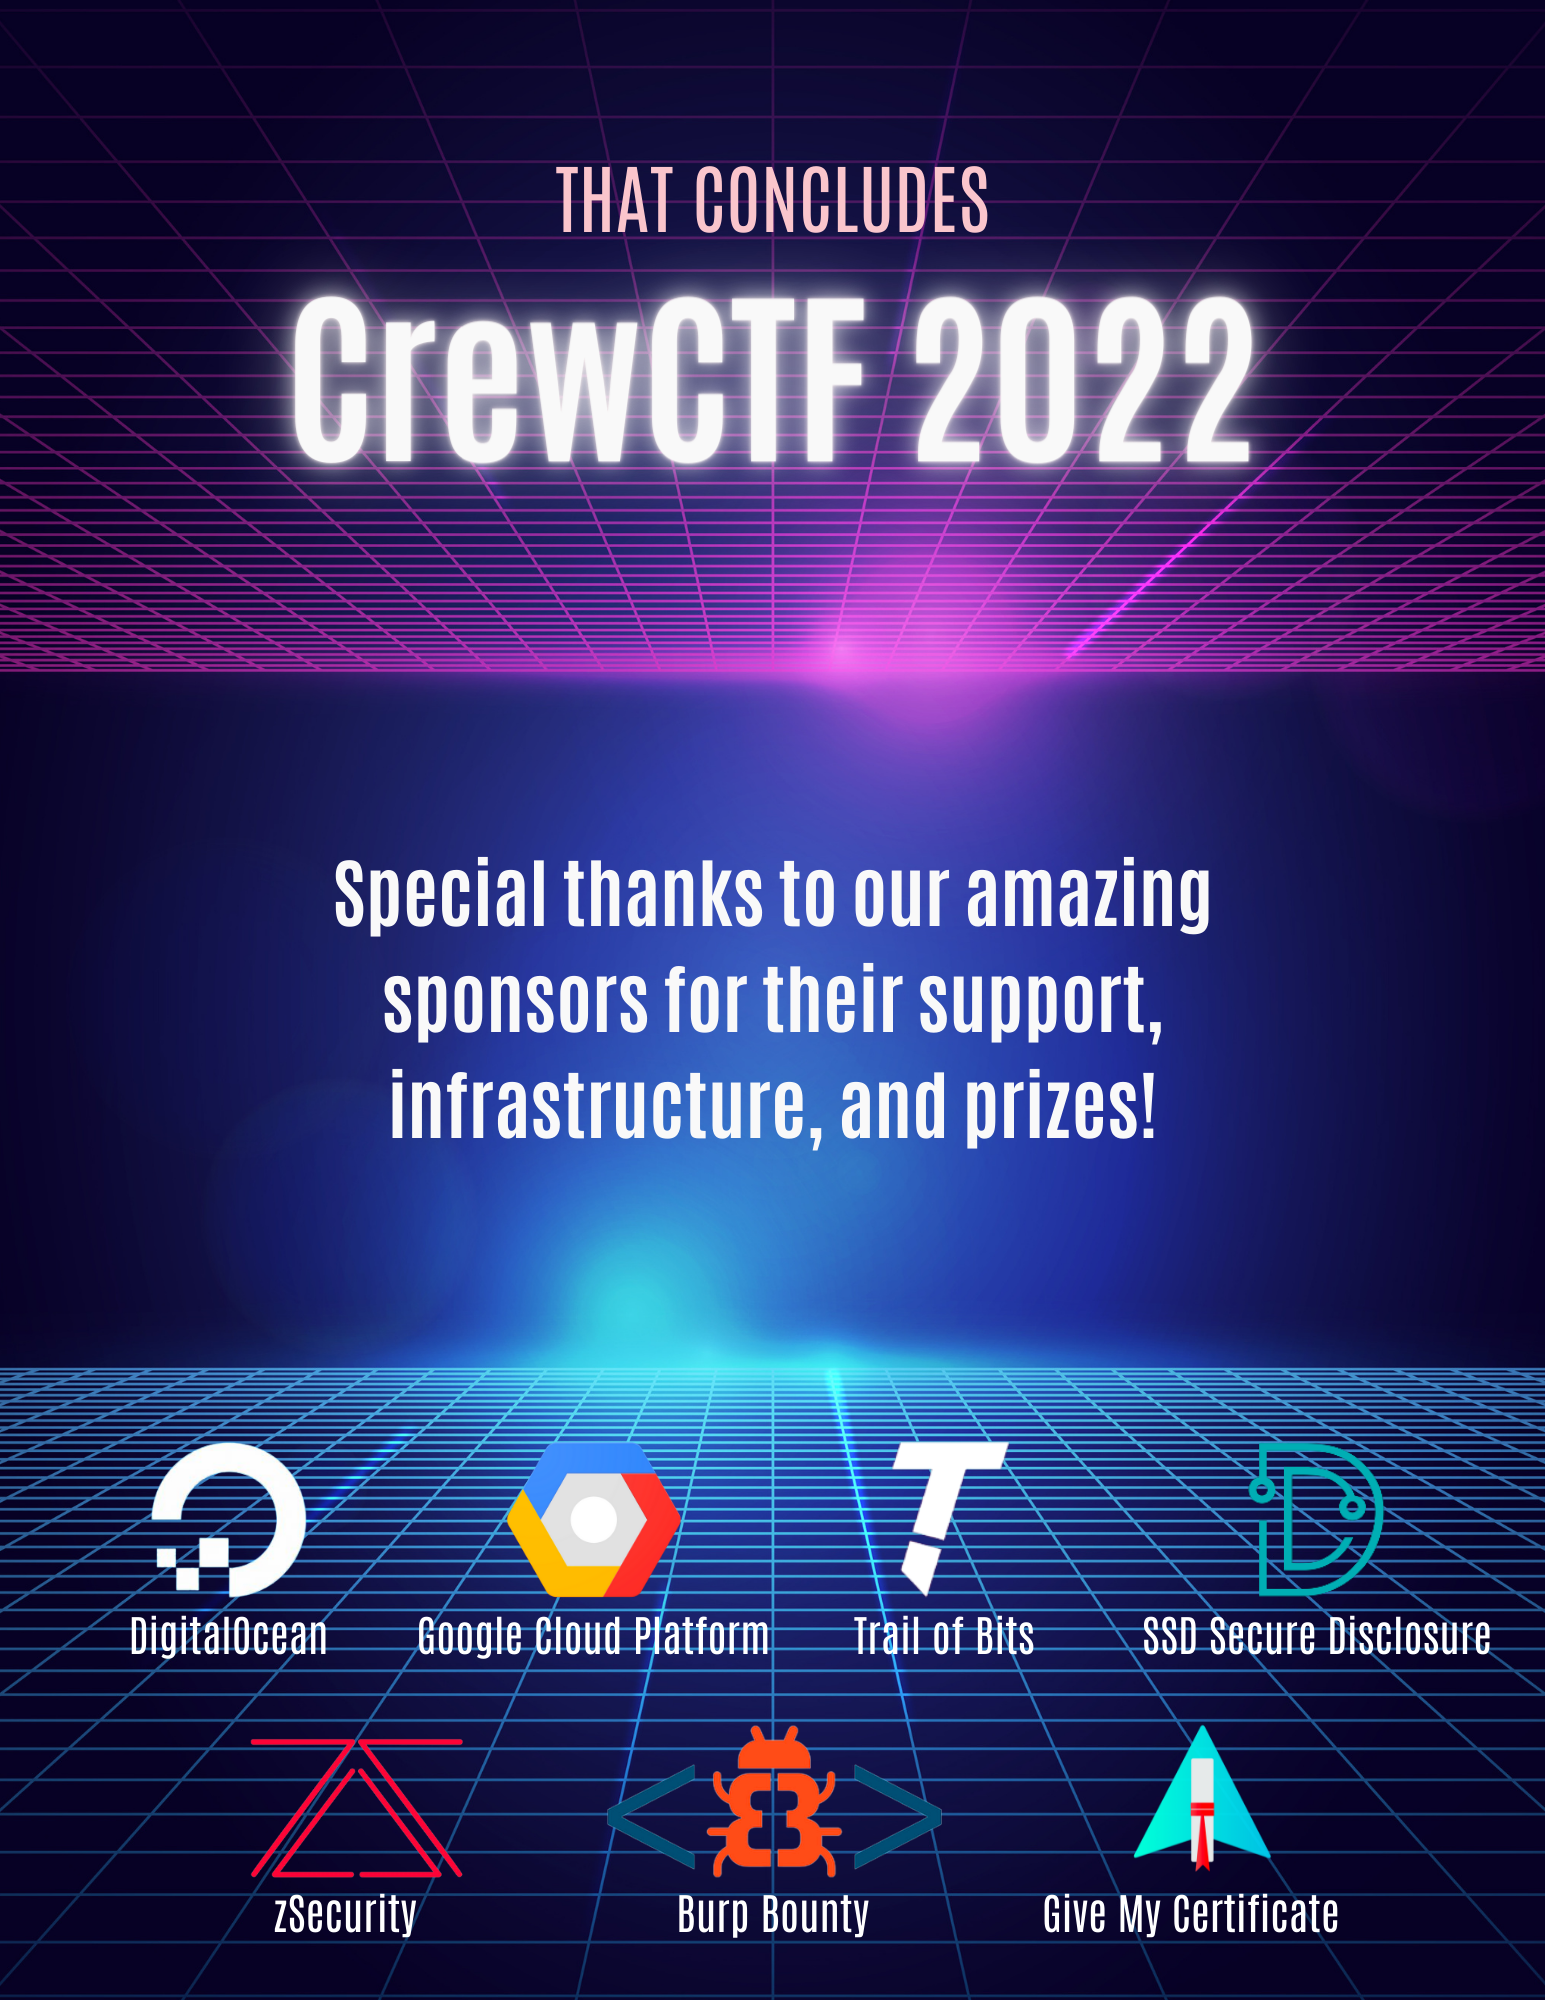 THAT CONCLUDES
CrewCTF 2022
Special thanks to our amazing
sponsors for their support,
infrastructure, and prizes!
DigitalOcean
Google Cloud Platform
Trail of Bits
SSD Secure Disclosure
zSecurity
Burp Bounty
Give My Certificate